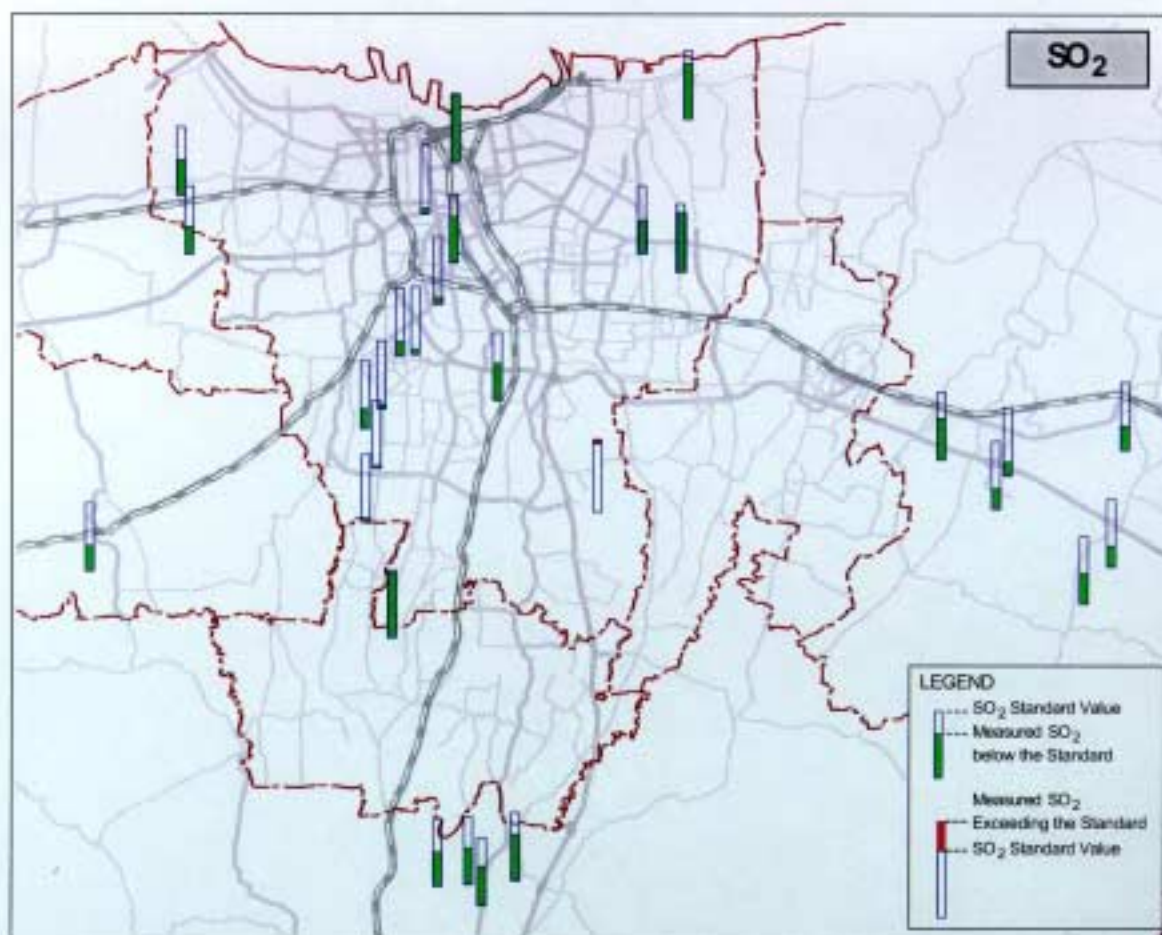 SO₂
LEGEND
SO₂ Standard Value
Measured SO₂
below the Standard
Measured SO₂
Exceeding the Standard
SO₂ Standard Value